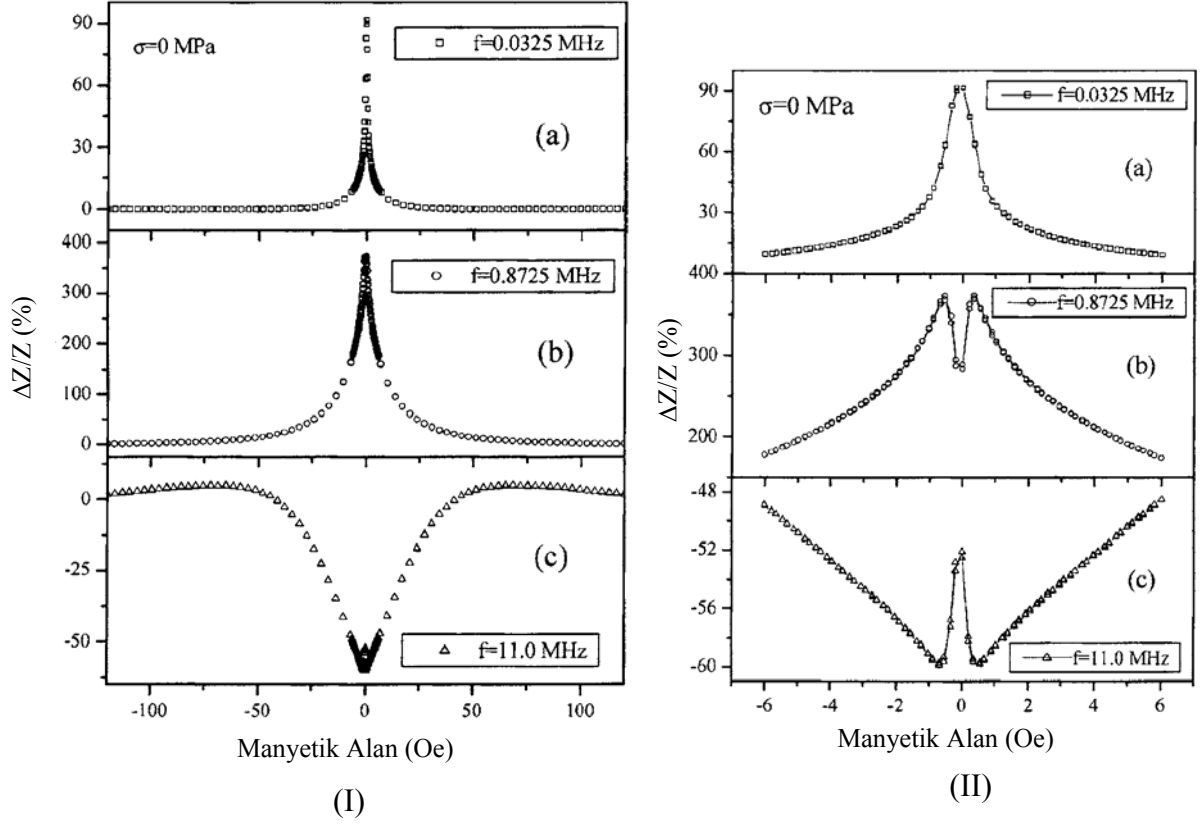 σ=0 MPa
f=0.0325 MHz
(a)
90
60
30
0
f=0.8725 MHz
(b)
400
300
200
100
0
(c)
f=11.0 MHz
0
-25
-50
ΔZ/Z (%)
-100 -50 0 50 100
Manyetik Alan (Oe)
(I)
σ=0 MPa
f=0.0325 MHz
(a)
90
60
30
400
f=0.8725 MHz
(b)
300
200
-48
-52
-56
-60
(c)
f=11.0 MHz
ΔZ/Z (%)
-6 -4 -2 0 2 4 6
Manyetik Alan (Oe)
(II)